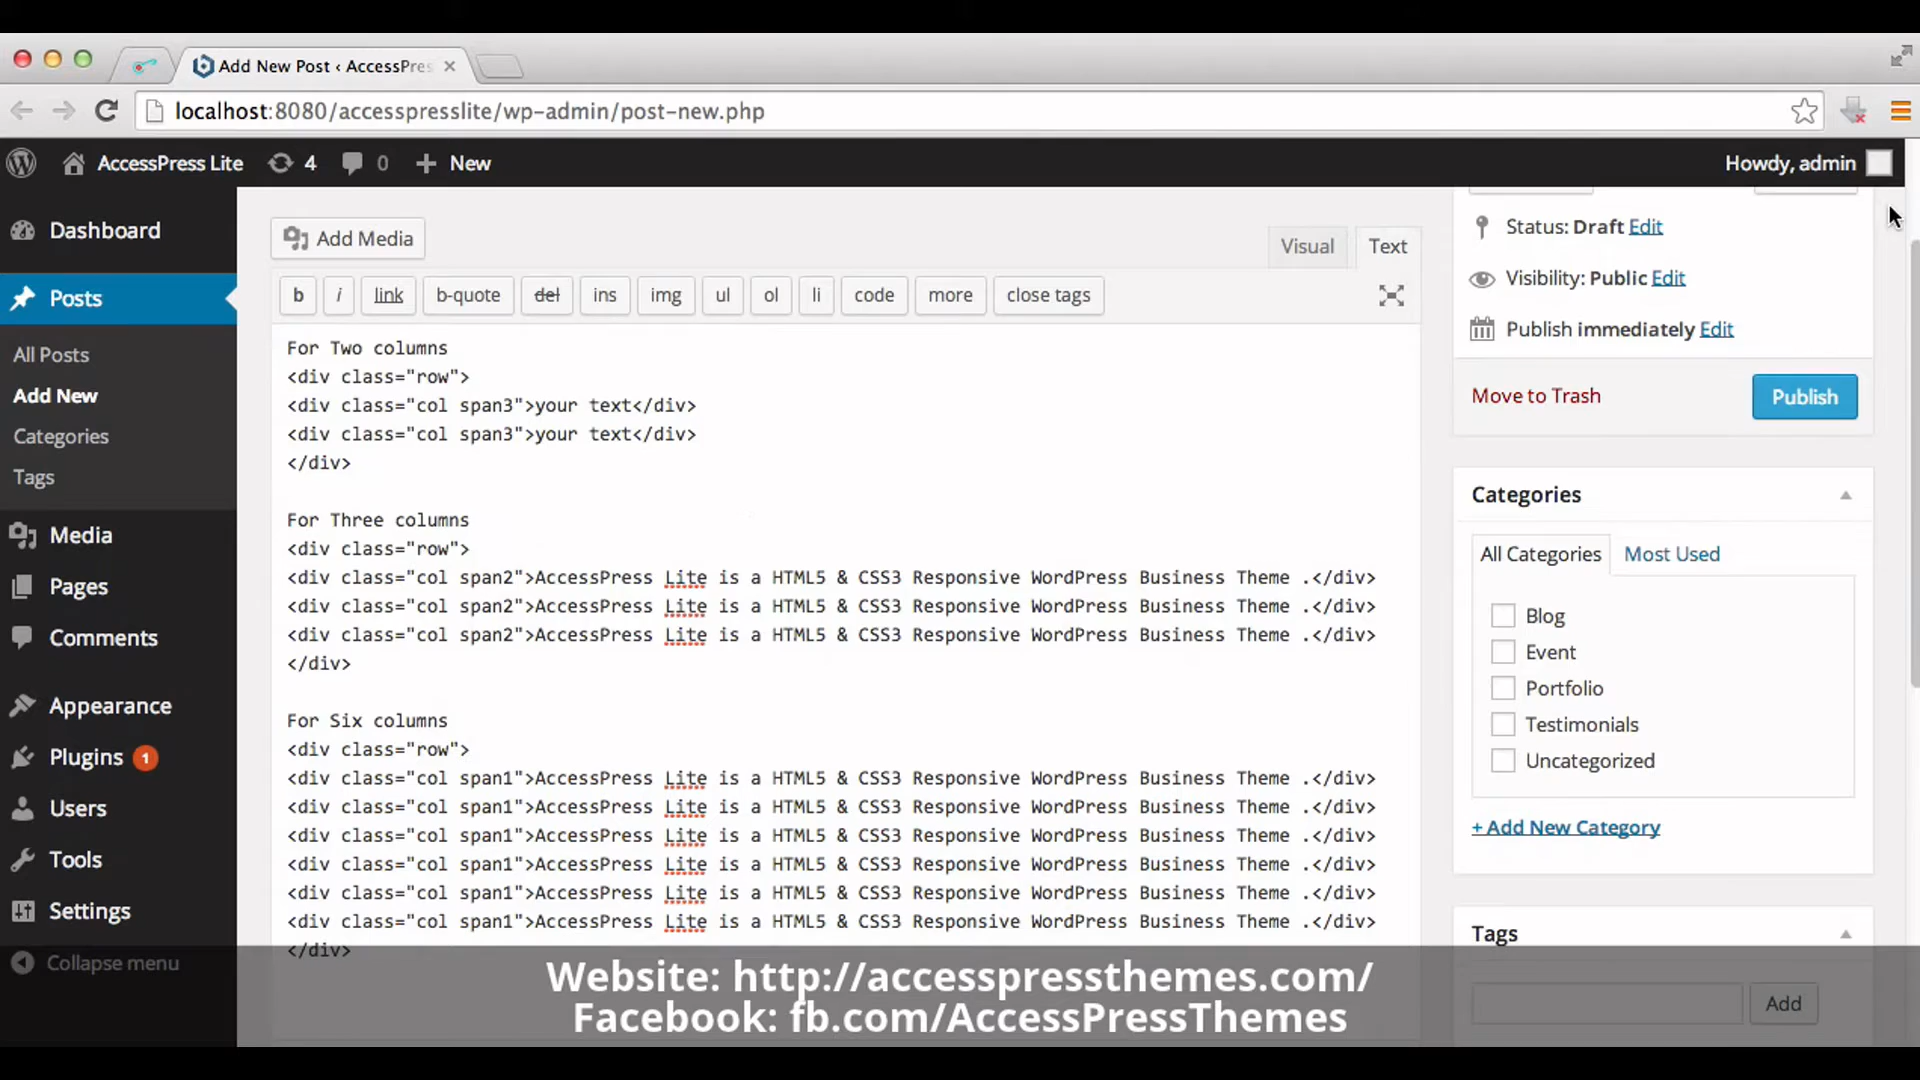 Add New Post ‹ AccessPres
localhost:8080/accesspresslite/wp-admin/post-new.php
AccessPress Lite 4 0 + New Howdy, admin
Dashboard
Posts
All Posts
Add New
Categories
Tags
Media
Pages
Comments
Appearance
Plugins 1
Users
Tools
Settings
Collapse menu
Add Media
Visual Text
b i link b-quote del ins img ul ol li code more close tags
For Two columns
<div class="row">
<div class="col span3">your text</div>
<div class="col span3">your text</div>
</div>
For Three columns
<div class="row">
<div class="col span2">AccessPress Lite is a HTML5 & CSS3 Responsive WordPress Business Theme .</div>
<div class="col span2">AccessPress Lite is a HTML5 & CSS3 Responsive WordPress Business Theme .</div>
<div class="col span2">AccessPress Lite is a HTML5 & CSS3 Responsive WordPress Business Theme .</div>
</div>
For Six columns
<div class="row">
<div class="col span1">AccessPress Lite is a HTML5 & CSS3 Responsive WordPress Business Theme .</div>
<div class="col span1">AccessPress Lite is a HTML5 & CSS3 Responsive WordPress Business Theme .</div>
<div class="col span1">AccessPress Lite is a HTML5 & CSS3 Responsive WordPress Business Theme .</div>
<div class="col span1">AccessPress Lite is a HTML5 & CSS3 Responsive WordPress Business Theme .</div>
<div class="col span1">AccessPress Lite is a HTML5 & CSS3 Responsive WordPress Business Theme .</div>
<div class="col span1">AccessPress Lite is a HTML5 & CSS3 Responsive WordPress Business Theme .</div>
</div>
Status: Draft Edit
Visibility: Public Edit
Publish immediately Edit
Move to Trash Publish
Categories
All Categories Most Used
Blog
Event
Portfolio
Testimonials
Uncategorized
+ Add New Category
Tags
Add
Website: http://accesspressthemes.com/
Facebook: fb.com/AccessPressThemes